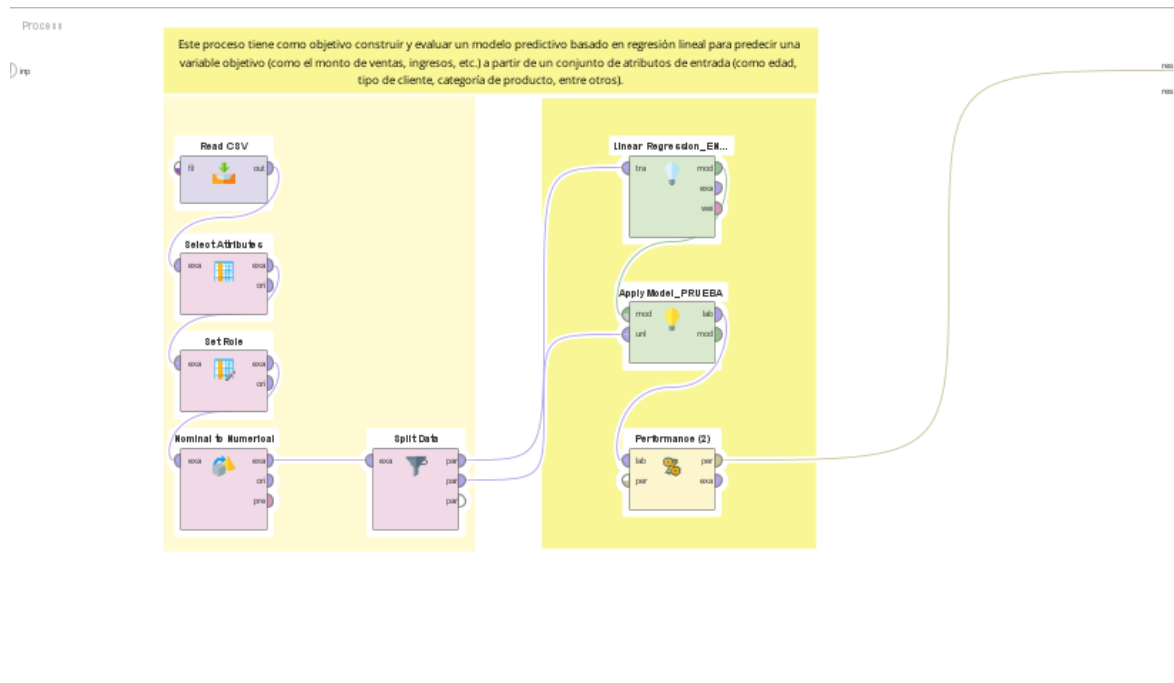 Process
inp
Este proceso tiene como objetivo construir y evaluar un modelo predictivo basado en regresión lineal para predecir una
variable objetivo (como el monto de ventas, ingresos, etc.) a partir de un conjunto de atributos de entrada (como edad,
tipo de cliente, categoría de producto, entre otros).
res
res
Read CSV
fil out
Select Attributes
exa exa
ori
Set Role
exa exa
ori
Nominal to Numerical
exa exa
ori
pre
Split Data
exa par
par
par
Linear Regression_EN...
tra mod
exa
wei
Apply Model_PRUEBA
mod lab
unl mod
Performance (2)
lab per
per exa